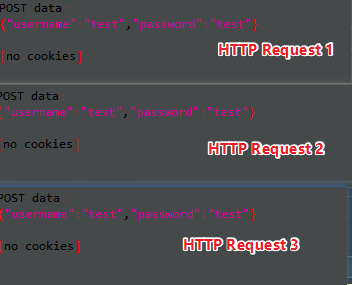 POST data:
{"username":"test","password":"test"}
HTTP Request 1
[no cookies]
POST data:
{"username":"test","password":"test"}
[no cookies]
HTTP Request 2
POST data
{"username":"test","password":"test"}
[no cookies]
HTTP Request 3